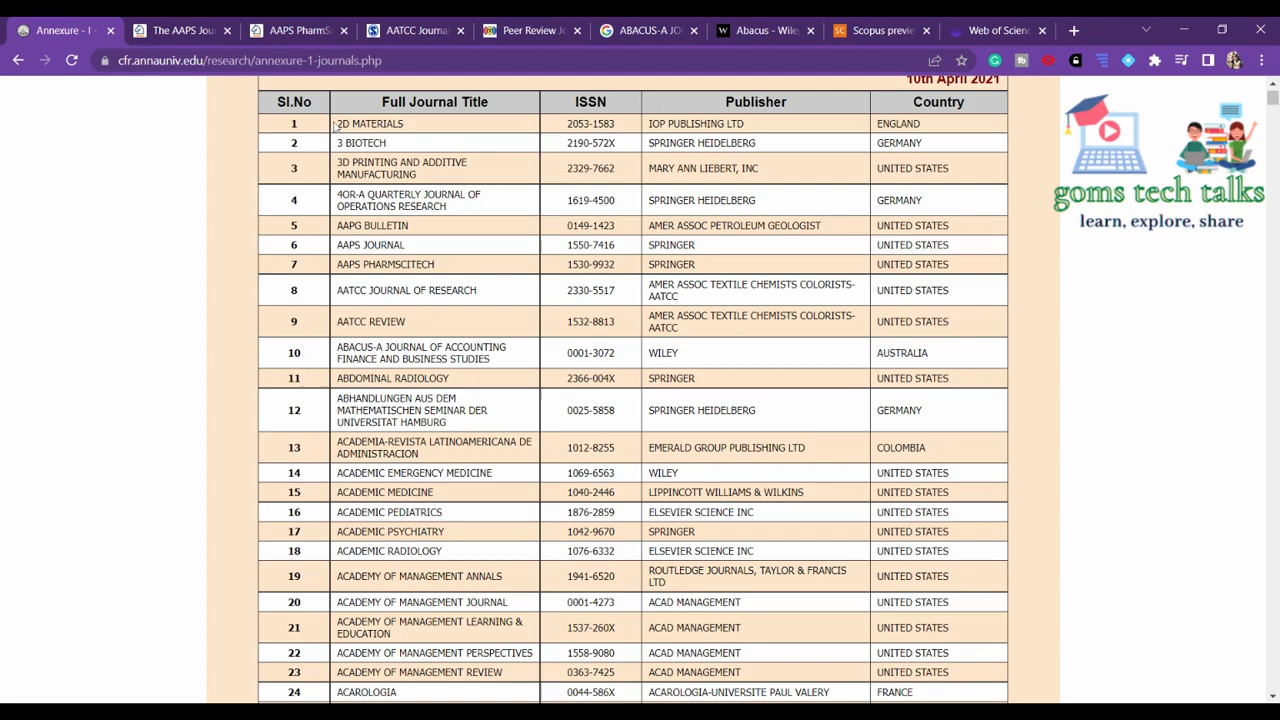 Annexure - I -
The AAPS Jou
AAPS PharmS
AATCC Journa
Peer Review Jo
ABACUS-A JO
Abacus - Wile
Scopus preview
Web of Scienc
cfr.annauniv.edu/research/annexure-1-journals.php
10th April 2021
Sl.No Full Journal Title ISSN Publisher Country
1 2D MATERIALS 2053-1583 IOP PUBLISHING LTD ENGLAND
2 3 BIOTECH 2190-572X SPRINGER HEIDELBERG GERMANY
3 3D PRINTING AND ADDITIVE
MANUFACTURING 2329-7662 MARY ANN LIEBERT, INC UNITED STATES
4 4OR-A QUARTERLY JOURNAL OF
OPERATIONS RESEARCH 1619-4500 SPRINGER HEIDELBERG GERMANY
5 AAPG BULLETIN 0149-1423 AMER ASSOC PETROLEUM GEOLOGIST UNITED STATES
6 AAPS JOURNAL 1550-7416 SPRINGER UNITED STATES
7 AAPS PHARMSCITECH 1530-9932 SPRINGER UNITED STATES
8 AATCC JOURNAL OF RESEARCH 2330-5517 AMER ASSOC TEXTILE CHEMISTS COLORISTS-
AATCC UNITED STATES
9 AATCC REVIEW 1532-8813 AMER ASSOC TEXTILE CHEMISTS COLORISTS-
AATCC UNITED STATES
10 ABACUS-A JOURNAL OF ACCOUNTING
FINANCE AND BUSINESS STUDIES 0001-3072 WILEY AUSTRALIA
11 ABDOMINAL RADIOLOGY 2366-004X SPRINGER UNITED STATES
12 ABHANDLUNGEN AUS DEM
MATHEMATISCHEN SEMINAR DER
UNIVERSITAT HAMBURG 0025-5858 SPRINGER HEIDELBERG GERMANY
13 ACADEMIA-REVISTA LATINOAMERICANA DE
ADMINISTRACION 1012-8255 EMERALD GROUP PUBLISHING LTD COLOMBIA
14 ACADEMIC EMERGENCY MEDICINE 1069-6563 WILEY UNITED STATES
15 ACADEMIC MEDICINE 1040-2446 LIPPINCOTT WILLIAMS & WILKINS UNITED STATES
16 ACADEMIC PEDIATRICS 1876-2859 ELSEVIER SCIENCE INC UNITED STATES
17 ACADEMIC PSYCHIATRY 1042-9670 SPRINGER UNITED STATES
18 ACADEMIC RADIOLOGY 1076-6332 ELSEVIER SCIENCE INC UNITED STATES
19 ACADEMY OF MANAGEMENT ANNALS 1941-6520 ROUTLEDGE JOURNALS, TAYLOR & FRANCIS
LTD UNITED STATES
20 ACADEMY OF MANAGEMENT JOURNAL 0001-4273 ACAD MANAGEMENT UNITED STATES
21 ACADEMY OF MANAGEMENT LEARNING &
EDUCATION 1537-260X ACAD MANAGEMENT UNITED STATES
22 ACADEMY OF MANAGEMENT PERSPECTIVES 1558-9080 ACAD MANAGEMENT UNITED STATES
23 ACADEMY OF MANAGEMENT REVIEW 0363-7425 ACAD MANAGEMENT UNITED STATES
24 ACAROLOGIA 0044-586X ACAROLOGIA-UNIVERSITE PAUL VALERY FRANCE
goms tech talks
learn, explore, share